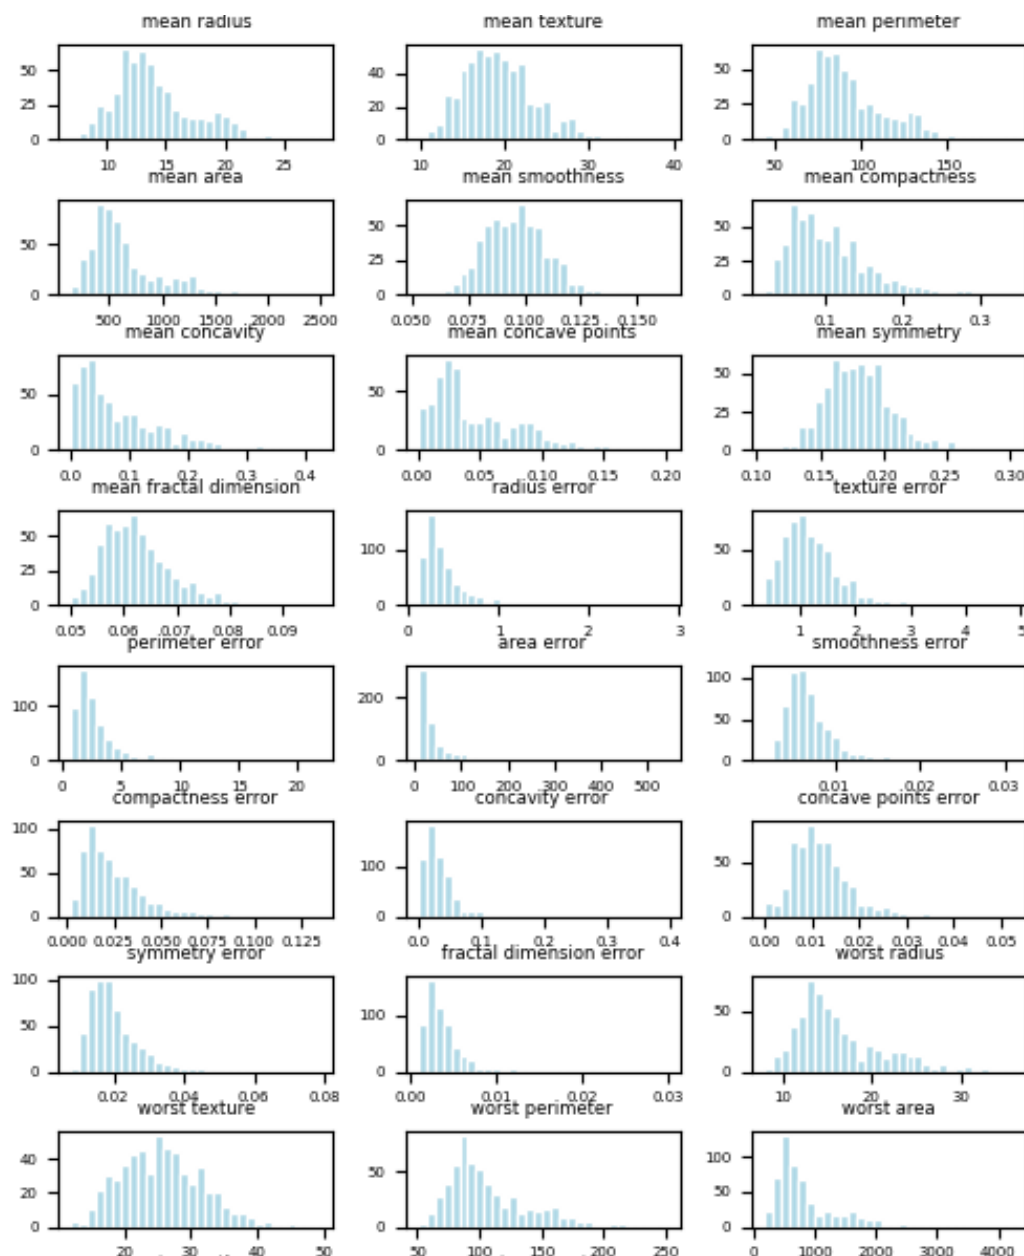 mean radius mean texture mean perimeter
50 40 50
25 20 25
0 0 0
10 15 20 25 10 20 30 40 50 100 150
mean area mean smoothness mean compactness
50 50 50
25 25
0 0 0
500 1000 1500 2000 2500 0.050 0.075 0.100 0.125 0.150 0.1 0.2 0.3
mean concavity mean concave points mean symmetry
50 50 50
25
0 0 0
0.0 0.1 0.2 0.3 0.4 0.00 0.05 0.10 0.15 0.20 0.10 0.15 0.20 0.25 0.30
mean fractal dimension radius error texture error
50 100 50
25
0 0 0
0.05 0.06 0.07 0.08 0.09 0 1 2 3 1 2 3 4 5
perimeter error area error smoothness error
100 200 100
50
0 0 0
0 5 10 15 20 0 100 200 300 400 500 0.01 0.02 0.03
compactness error concavity error concave points error
100 100 50
50
0 0 0
0.000 0.025 0.050 0.075 0.100 0.125 0.0 0.1 0.2 0.3 0.4 0.00 0.01 0.02 0.03 0.04 0.05
symmetry error fractal dimension error worst radius
100 100 50
50
0 0 0
0.02 0.04 0.06 0.08 0.00 0.01 0.02 0.03 10 20 30
worst texture worst perimeter worst area
40 50 100
20 50
0 0 0
20 30 40 50 50 100 150 200 250 0 1000 2000 3000 4000